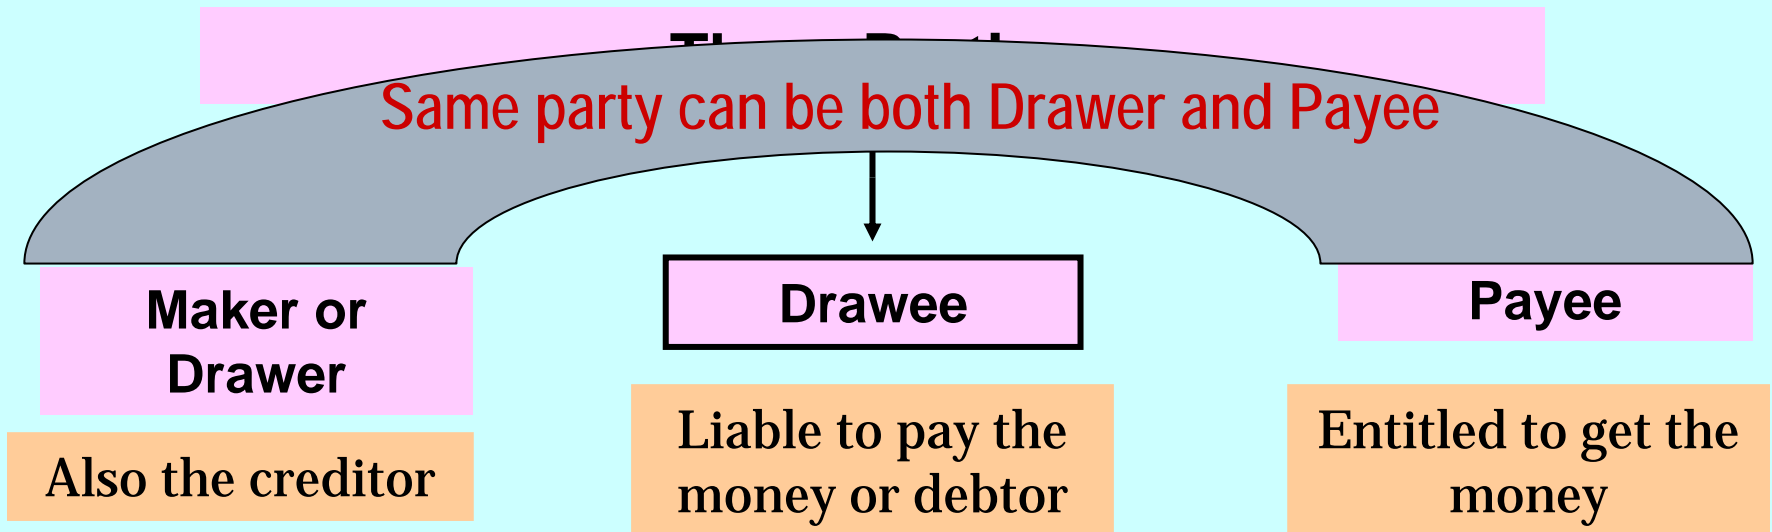 Same party can be both Drawer and Payee
Maker or
Drawer
Drawee
Payee
Also the creditor
Liable to pay the
money or debtor
Entitled to get the
money